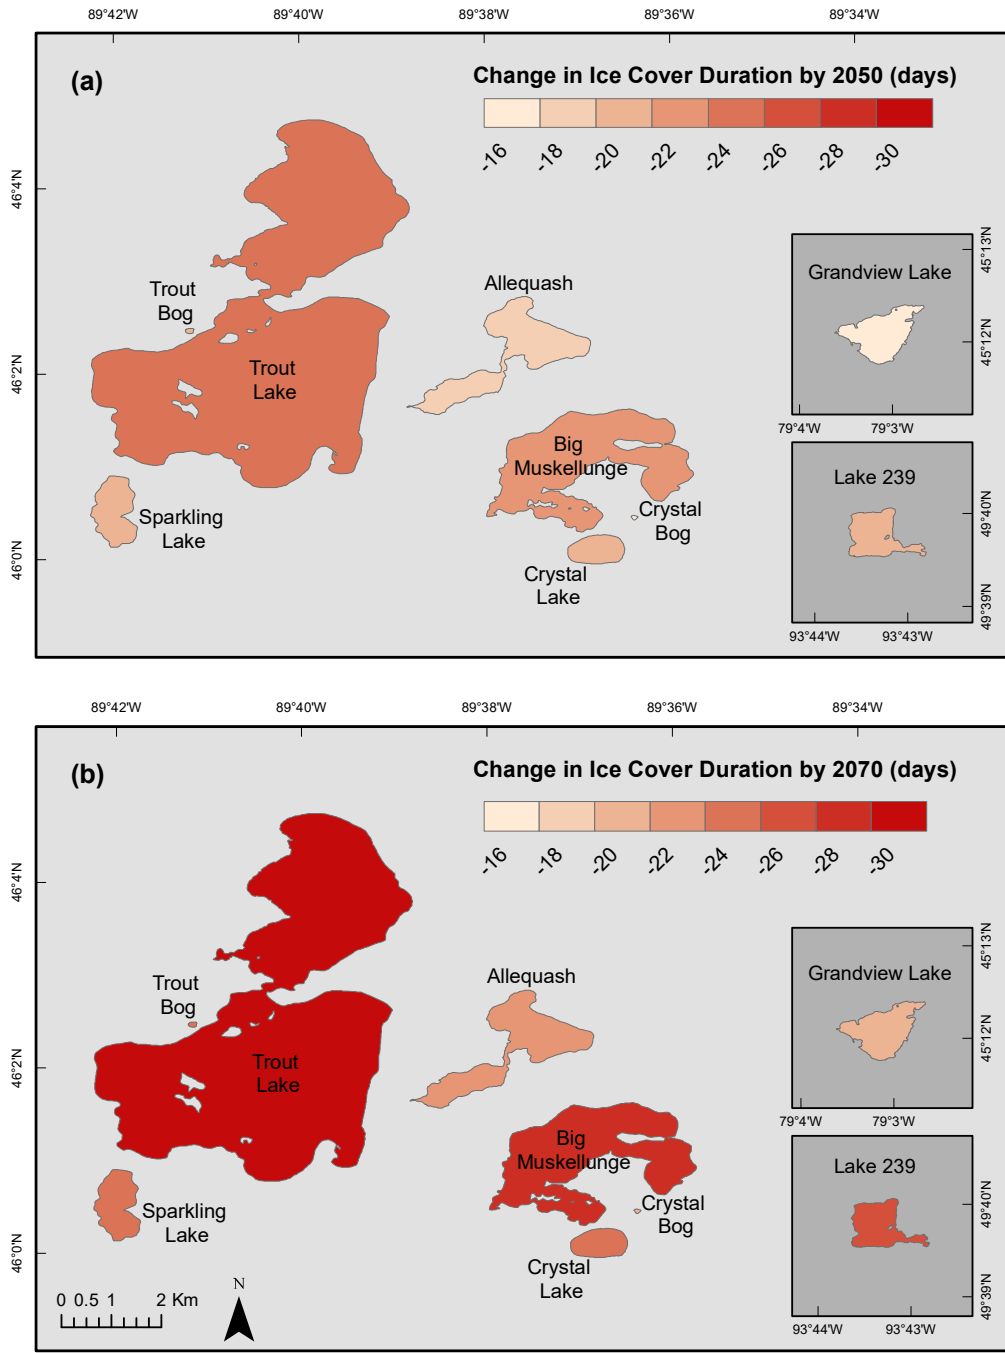 89°42'W 89°40'W 89°38'W 89°36'W 89°34'W
(a)
Change in Ice Cover Duration by 2050 (days)
-16 -18 -20 -22 -24 -26 -28 -30
46°4'N
46°2'N
46°0'N
Trout
Bog
Trout
Lake
Allequash
Big
Muskellunge
Sparkling
Lake
Crystal
Bog
Crystal
Lake
Grandview Lake
45°13'N
45°12'N
79°4'W 79°3'W
Lake 239
49°40'N
49°39'N
93°44'W 93°43'W
89°42'W 89°40'W 89°38'W 89°36'W 89°34'W
(b)
Change in Ice Cover Duration by 2070 (days)
-16 -18 -20 -22 -24 -26 -28 -30
46°4'N
46°2'N
46°0'N
Trout
Bog
Trout
Lake
Allequash
Big
Muskellunge
Sparkling
Lake
Crystal
Bog
Crystal
Lake
Grandview Lake
45°13'N
45°12'N
79°4'W 79°3'W
Lake 239
49°40'N
49°39'N
93°44'W 93°43'W
N
0 0.5 1 2 Km